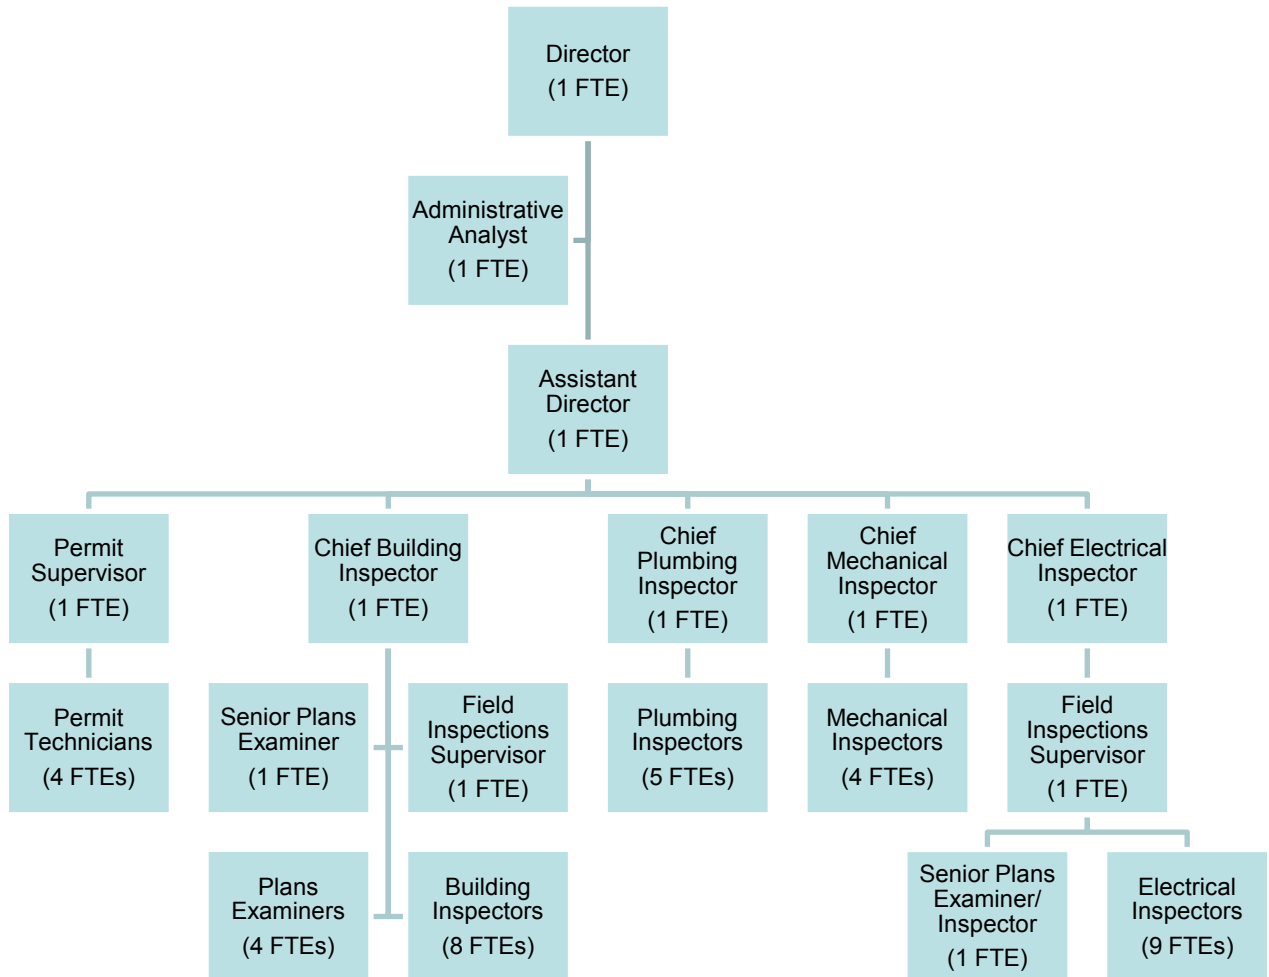 Director
(1 FTE)
Administrative
Analyst
(1 FTE)
Assistant
Director
(1 FTE)
Permit
Supervisor
(1 FTE)
Chief Building
Inspector
(1 FTE)
Chief
Plumbing
Inspector
(1 FTE)
Chief
Mechanical
Inspector
(1 FTE)
Chief Electrical
Inspector
(1 FTE)
Permit
Technicians
(4 FTEs)
Senior Plans
Examiner
(1 FTE)
Field
Inspections
Supervisor
(1 FTE)
Plumbing
Inspectors
(5 FTEs)
Mechanical
Inspectors
(4 FTEs)
Field
Inspections
Supervisor
(1 FTE)
Plans
Examiners
(4 FTEs)
Building
Inspectors
(8 FTEs)
Senior Plans
Examiner/
Inspector
(1 FTE)
Electrical
Inspectors
(9 FTEs)